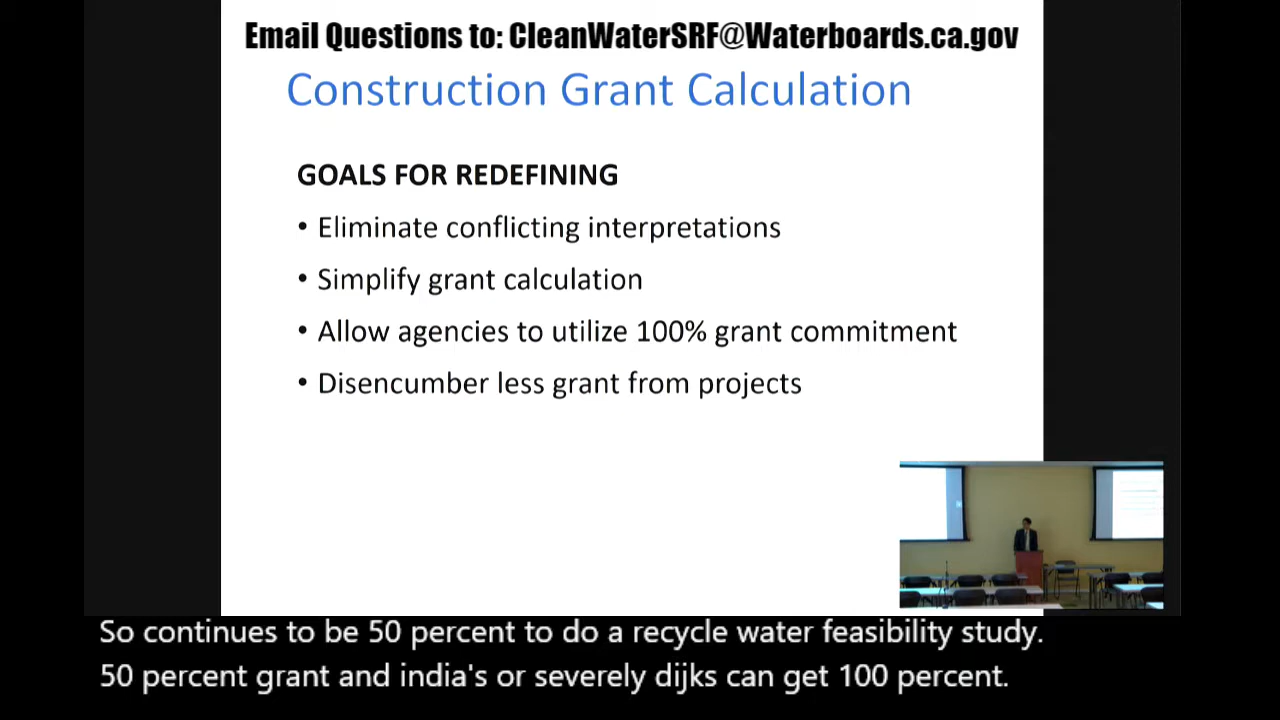 Email Questions to: CleanWaterSRF@Waterboards.ca.gov
Construction Grant Calculation
GOALS FOR REDEFINING
• Eliminate conflicting interpretations
• Simplify grant calculation
• Allow agencies to utilize 100% grant commitment
• Disencumber less grant from projects
So continues to be 50 percent to do a recycle water feasibility study.
50 percent grant and india's or severely dijks can get 100 percent.